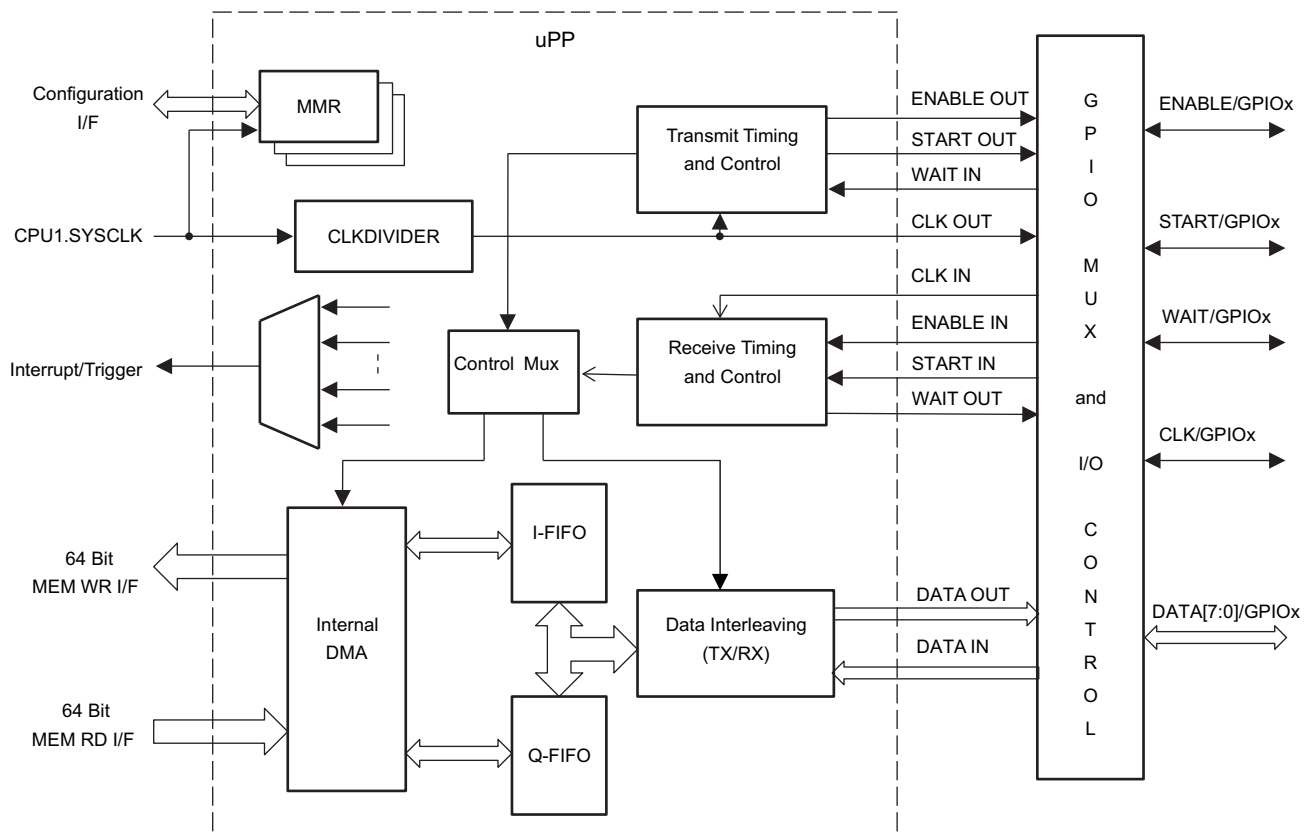 uPP
Configuration
I/F
MMR
CPU1.SYSCLK
CLKDIVIDER
Interrupt/Trigger
Transmit Timing
and Control
Control Mux
Receive Timing
and Control
64 Bit
MEM WR I/F
64 Bit
MEM RD I/F
Internal
DMA
I-FIFO
Q-FIFO
Data Interleaving
(TX/RX)
ENABLE OUT
START OUT
WAIT IN
CLK OUT
CLK IN
ENABLE IN
START IN
WAIT OUT
DATA OUT
DATA IN
G
P
I
O
M
U
X
and
I/O
C
O
N
T
R
O
L
ENABLE/GPIOx
START/GPIOx
WAIT/GPIOx
CLK/GPIOx
DATA[7:0]/GPIOx